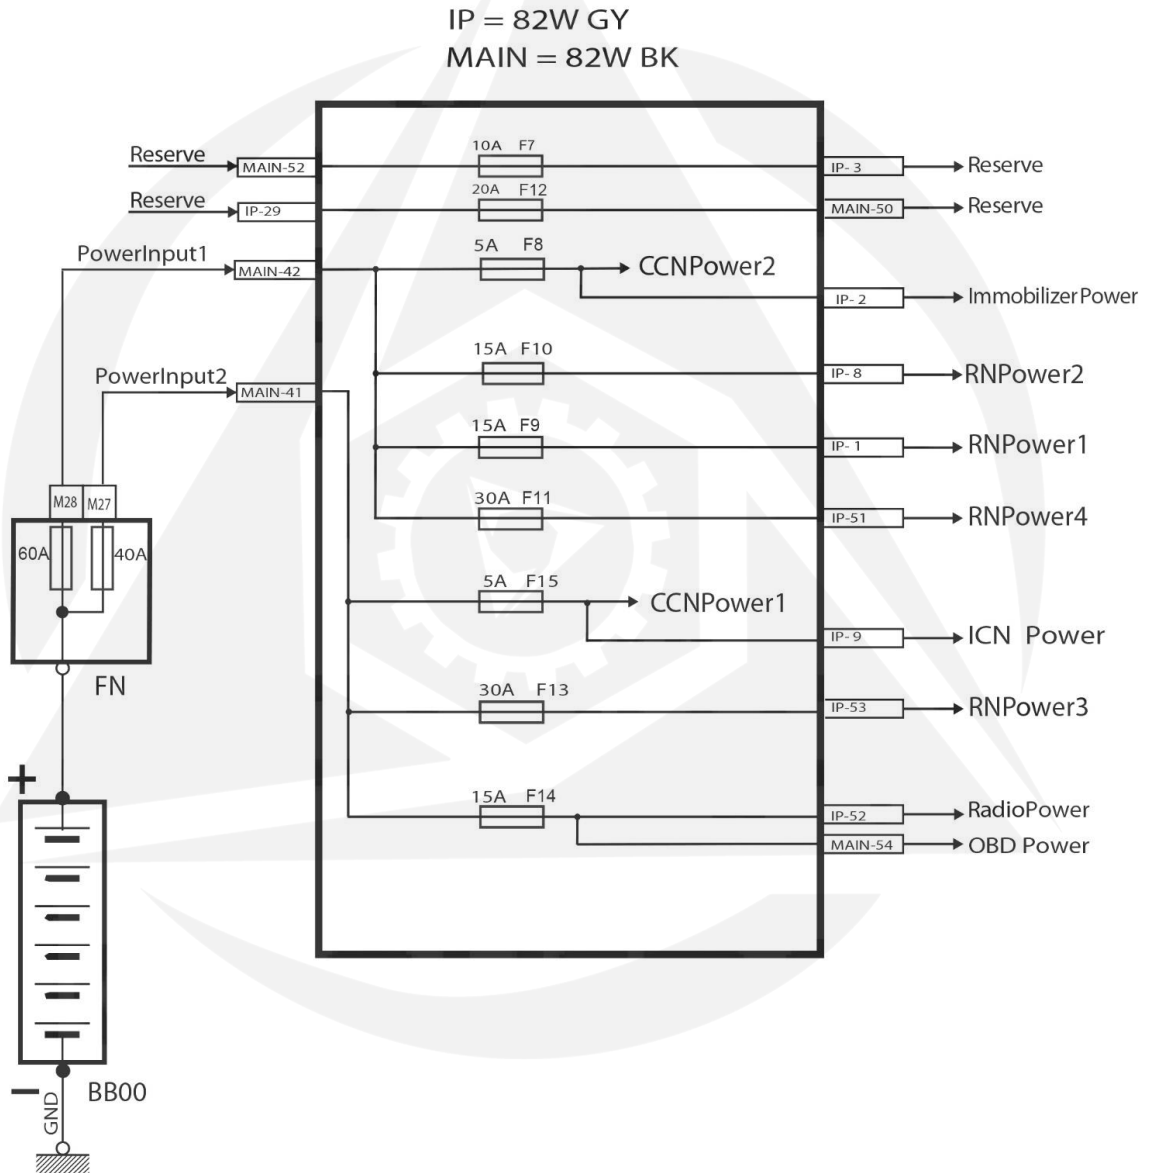 IP = 82W GY
MAIN = 82W BK
Reserve
MAIN-52
10A F7
IP- 3
Reserve
Reserve
IP-29
20A F12
MAIN-50
Reserve
PowerInput1
MAIN-42
5A F8
CCNPower2
IP- 2
ImmobilizerPower
15A F10
IP- 8
RNPower2
PowerInput2
MAIN-41
15A F9
IP- 1
RNPower1
M28
M27
30A F11
IP-51
RNPower4
60A
40A
5A F15
CCNPower1
IP- 9
ICN Power
FN
30A F13
IP-53
RNPower3
+
15A F14
IP-52
RadioPower
MAIN-54
OBD Power
−
BB00
GND